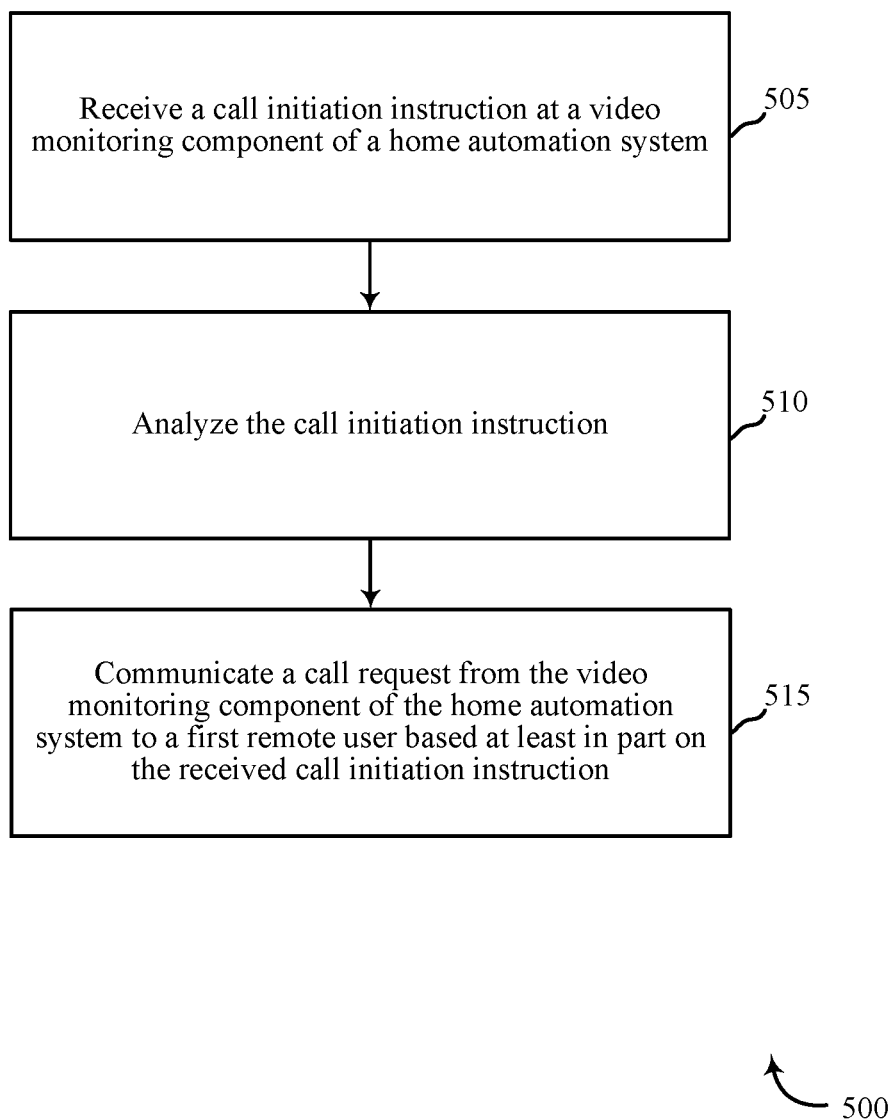 Receive a call initiation instruction at a video
monitoring component of a home automation system
505
Analyze the call initiation instruction
510
Communicate a call request from the video
monitoring component of the home automation
system to a first remote user based at least in part on
the received call initiation instruction
515
500